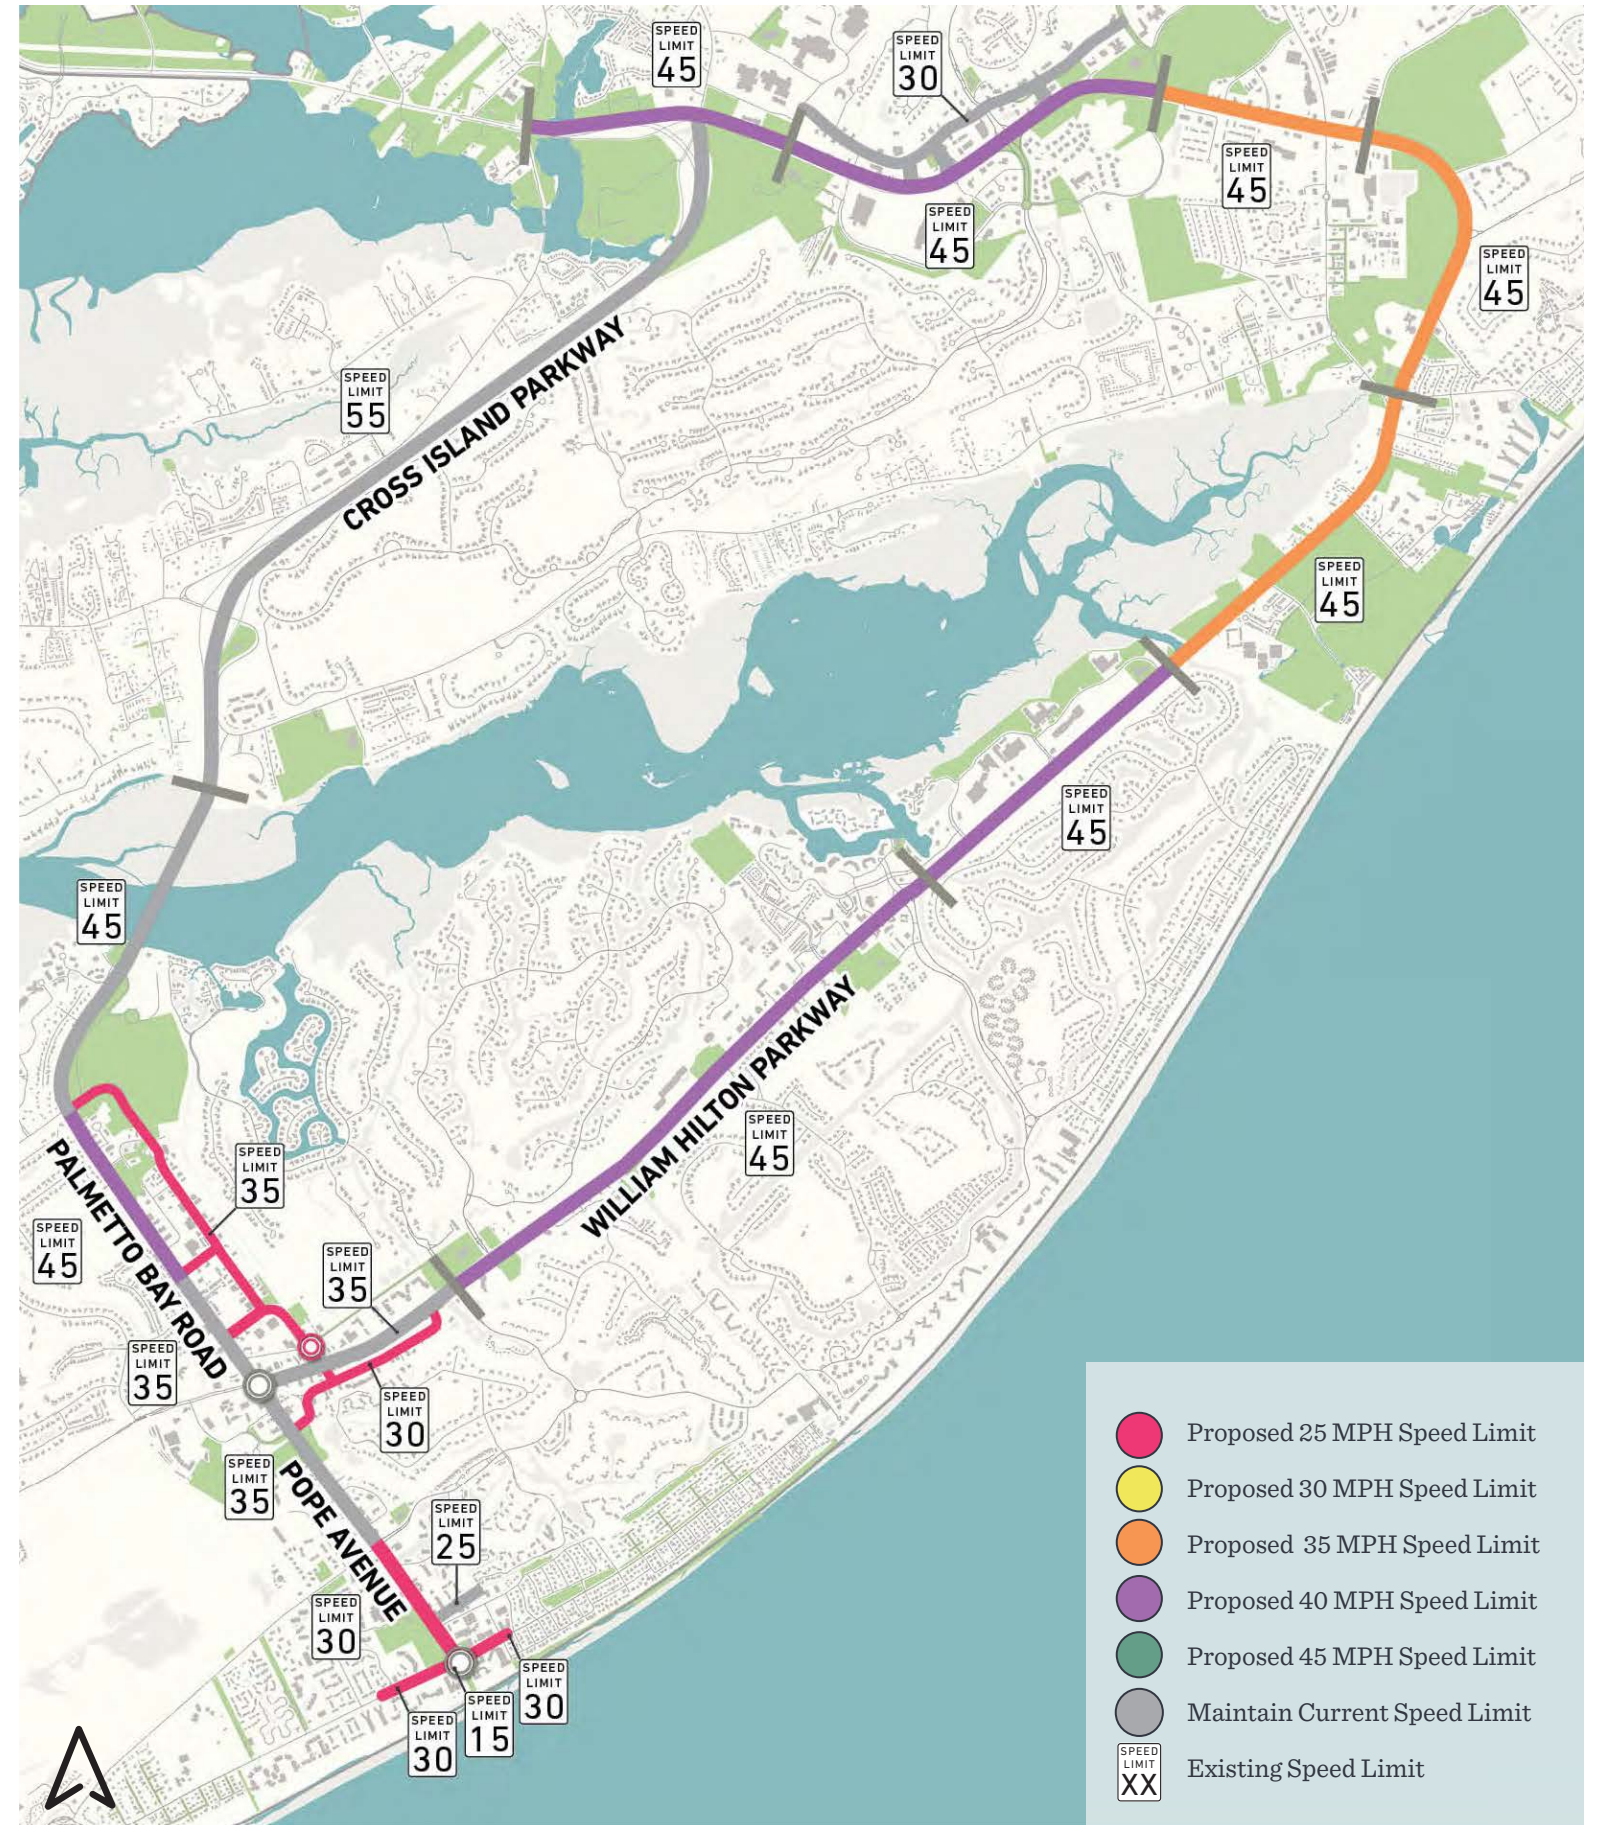 SPEED
LIMIT
45
SPEED
LIMIT
30
SPEED
LIMIT
45
SPEED
LIMIT
45
SPEED
LIMIT
45
CROSS ISLAND PARKWAY
SPEED
LIMIT
55
SPEED
LIMIT
45
SPEED
LIMIT
45
SPEED
LIMIT
45
WILLIAM HILTON PARKWAY
SPEED
LIMIT
45
PALMETTO BAY ROAD
SPEED
LIMIT
35
SPEED
LIMIT
45
SPEED
LIMIT
35
SPEED
LIMIT
35
SPEED
LIMIT
30
SPEED
LIMIT
35
POPE AVENUE
SPEED
LIMIT
25
SPEED
LIMIT
30
SPEED
LIMIT
30
SPEED
LIMIT
15
SPEED
LIMIT
30
Proposed 25 MPH Speed Limit
Proposed 30 MPH Speed Limit
Proposed 35 MPH Speed Limit
Proposed 40 MPH Speed Limit
Proposed 45 MPH Speed Limit
Maintain Current Speed Limit
SPEED
LIMIT
XX
Existing Speed Limit